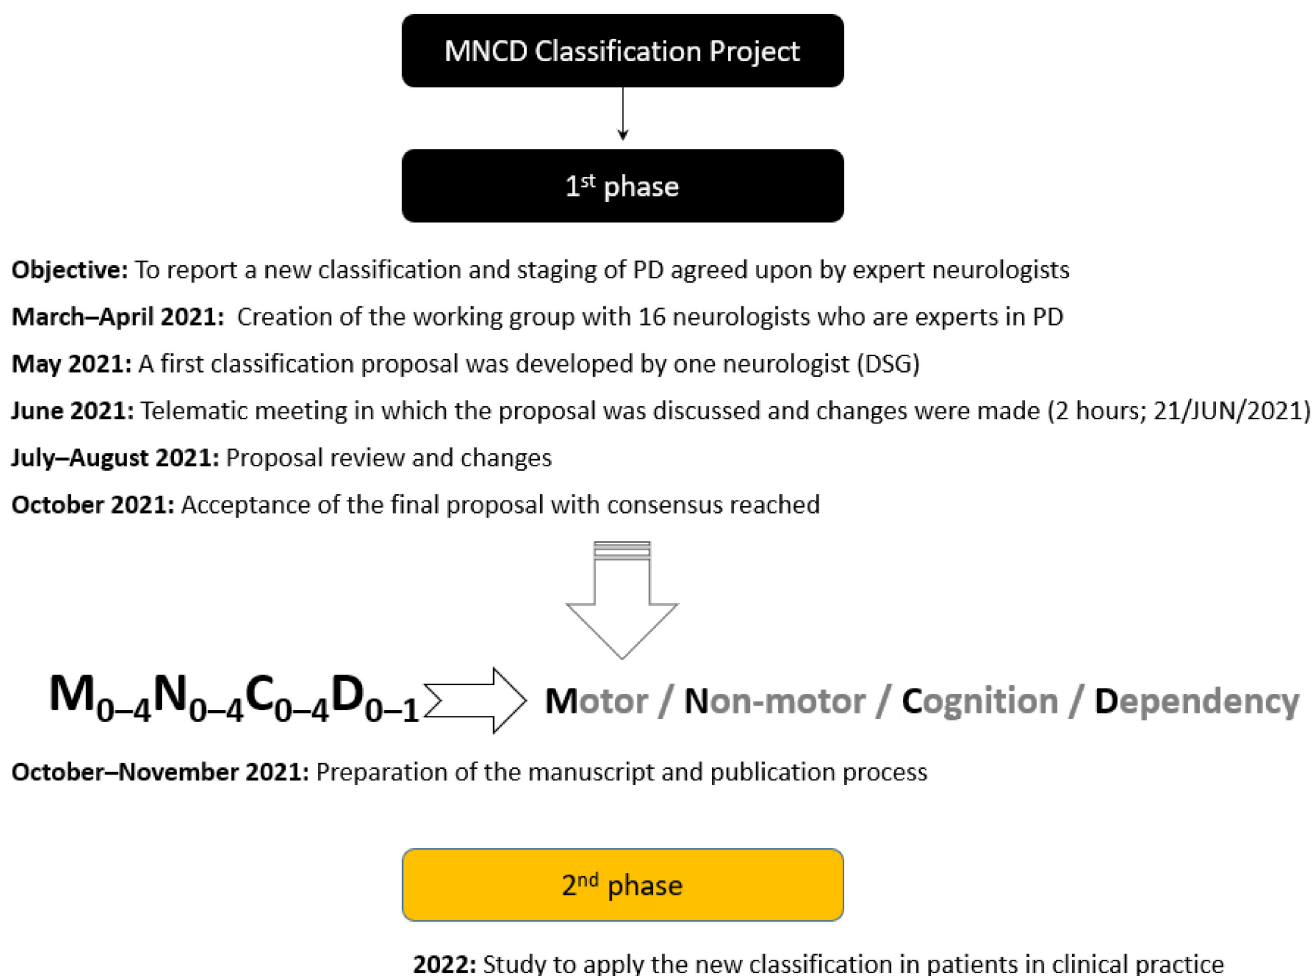 MNCD Classification Project
1st phase
Objective: To report a new classification and staging of PD agreed upon by expert neurologists
March–April 2021: Creation of the working group with 16 neurologists who are experts in PD
May 2021: A first classification proposal was developed by one neurologist (DSG)
June 2021: Telematic meeting in which the proposal was discussed and changes were made (2 hours; 21/JUN/2021)
July–August 2021: Proposal review and changes
October 2021: Acceptance of the final proposal with consensus reached
M0–4N0–4C0–4D0–1 Motor / Non-motor / Cognition / Dependency
October–November 2021: Preparation of the manuscript and publication process
2nd phase
2022: Study to apply the new classification in patients in clinical practice